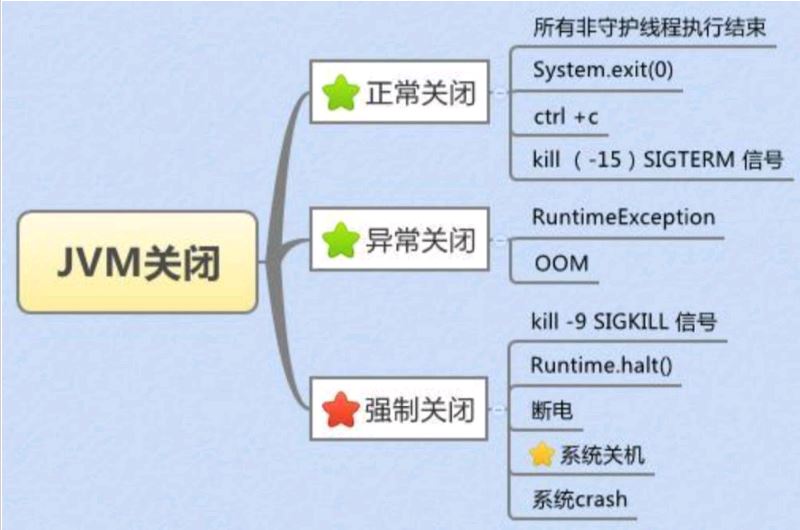 JVM关闭
正常关闭
所有非守护线程执行结束
System.exit(0)
ctrl +c
kill （-15）SIGTERM 信号
异常关闭
RuntimeException
OOM
强制关闭
kill -9 SIGKILL 信号
Runtime.halt()
断电
系统关机
系统crash